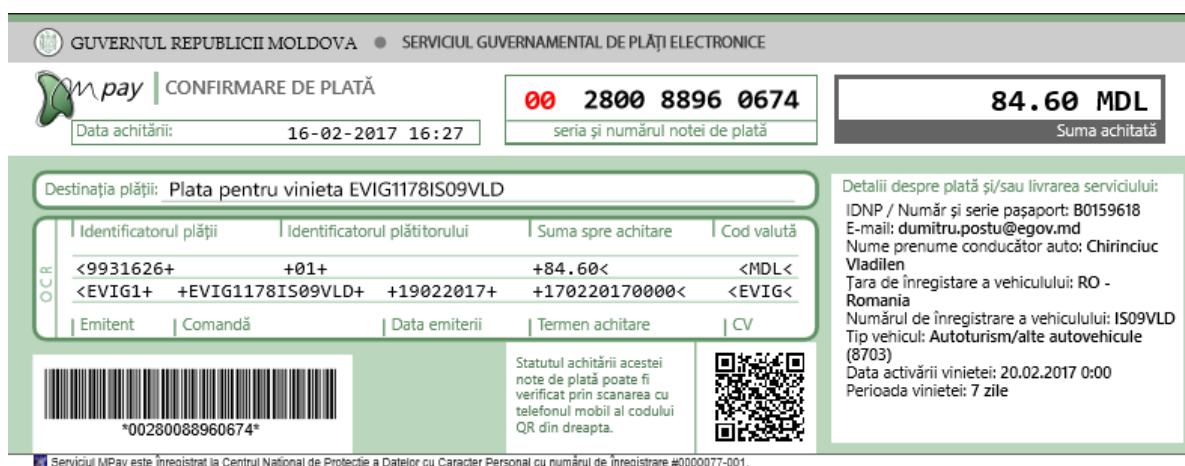 GUVERNUL REPUBLICII MOLDOVA ● SERVICIUL GUVERNAMENTAL DE PLĂȚI ELECTRONICE
Mpay CONFIRMARE DE PLATĂ
Data achitării: 16-02-2017 16:27
00 2800 8896 0674
seria și numărul notei de plată
84.60 MDL
Suma achitată
Destinația plății: Plata pentru vinieta EVIG1178IS09VLD
OCR
Identificatorul plății Identificatorul plătitorului Suma spre achitare Cod valută
<9931626+ +01+ +84.60< <MDL<
<EVIG1+ +EVIG1178IS09VLD+ +19022017+ +170220170000< <EVIG<
Emitent Comandă Data emiterii Termen achitare CV
*00280088960674*
Statutul achitării acestei
note de plată poate fi
verificat prin scanarea cu
telefonul mobil al codului
QR din dreapta.
Detalii despre plată și/sau livrarea serviciului:
IDNP / Număr și serie pașaport: B0159618
E-mail: dumitru.postu@egov.md
Nume prenume conducător auto: Chirinciuc
Vladilen
Țara de înregistare a vehiculului: RO -
Romania
Numărul de înregistrare a vehiculului: IS09VLD
Tip vehicul: Autoturism/alte autovehicule
(8703)
Data activării vinietei: 20.02.2017 0:00
Perioada vinietei: 7 zile
Serviciul MPay este înregistrat la Centrul Național de Protecție a Datelor cu Caracter Personal cu numărul de înregistrare #0000077-001.